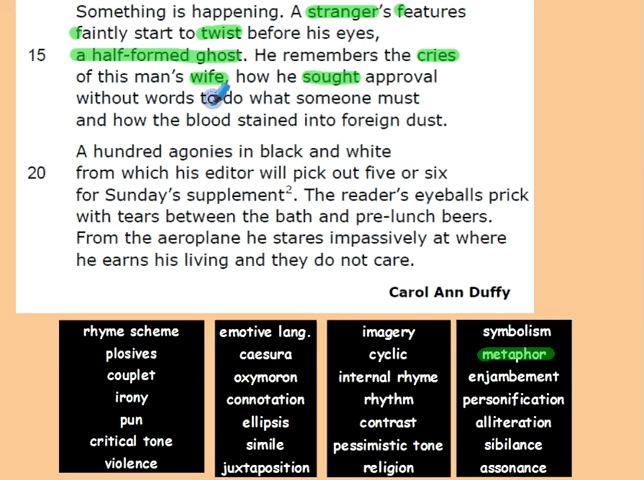 Something is happening. A stranger's features
faintly start to twist before his eyes,
15 a half-formed ghost. He remembers the cries
of this man's wife, how he sought approval
without words to do what someone must
and how the blood stained into foreign dust.
A hundred agonies in black and white
20 from which his editor will pick out five or six
for Sunday's supplement². The reader's eyeballs prick
with tears between the bath and pre-lunch beers.
From the aeroplane he stares impassively at where
he earns his living and they do not care.
Carol Ann Duffy
rhyme scheme
plosives
couplet
irony
pun
critical tone
violence
emotive lang.
caesura
oxymoron
connotation
ellipsis
simile
juxtaposition
imagery
cyclic
internal rhyme
rhythm
contrast
pessimistic tone
religion
symbolism
metaphor
enjambement
personification
alliteration
sibilance
assonance